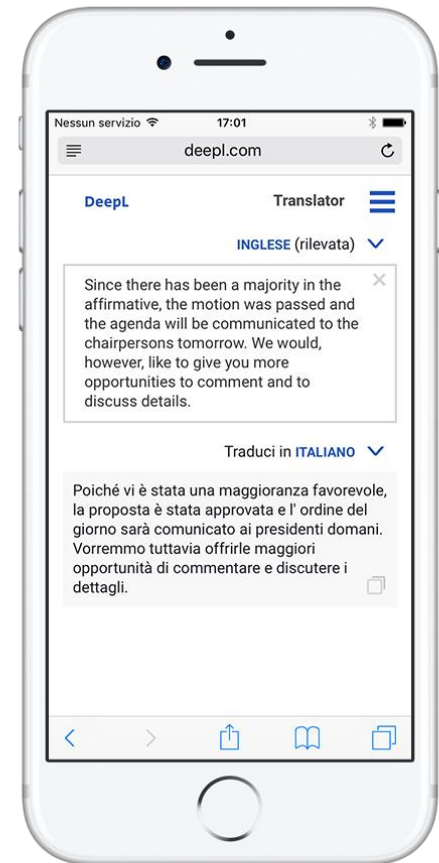 Nessun servizio 17:01
deepl.com
DeepL Translator
INGLESE (rilevata)
Since there has been a majority in the
affirmative, the motion was passed and
the agenda will be communicated to the
chairpersons tomorrow. We would,
however, like to give you more
opportunities to comment and to
discuss details.
Traduci in ITALIANO
Poiché vi è stata una maggioranza favorevole,
la proposta è stata approvata e l' ordine del
giorno sarà comunicato ai presidenti domani.
Vorremmo tuttavia offrirle maggiori
opportunità di commentare e discutere i
dettagli.